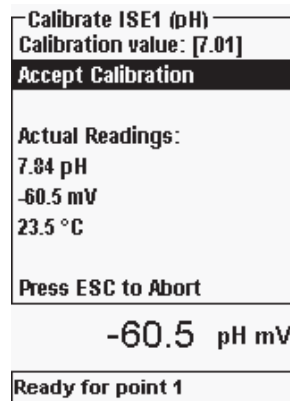 Calibrate ISE1 (pH)
Calibration value: [7.01]
Accept Calibration
Actual Readings:
7.84 pH
-60.5 mV
23.5 °C
Press ESC to Abort
-60.5 pH mV
Ready for point 1